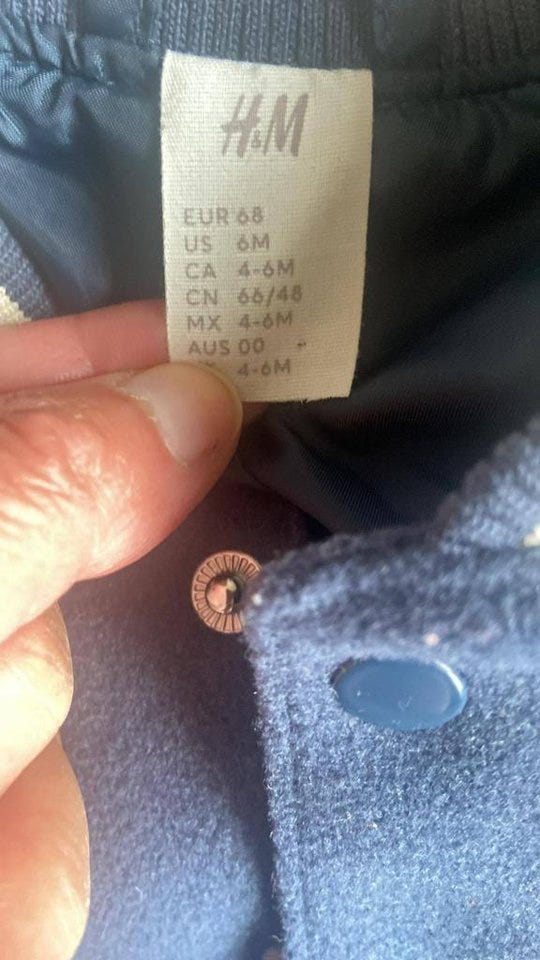 H&M
EUR 68
US 6M
CA 4-6M
CN 66/48
MX 4-6M
AUS 00
4-6M